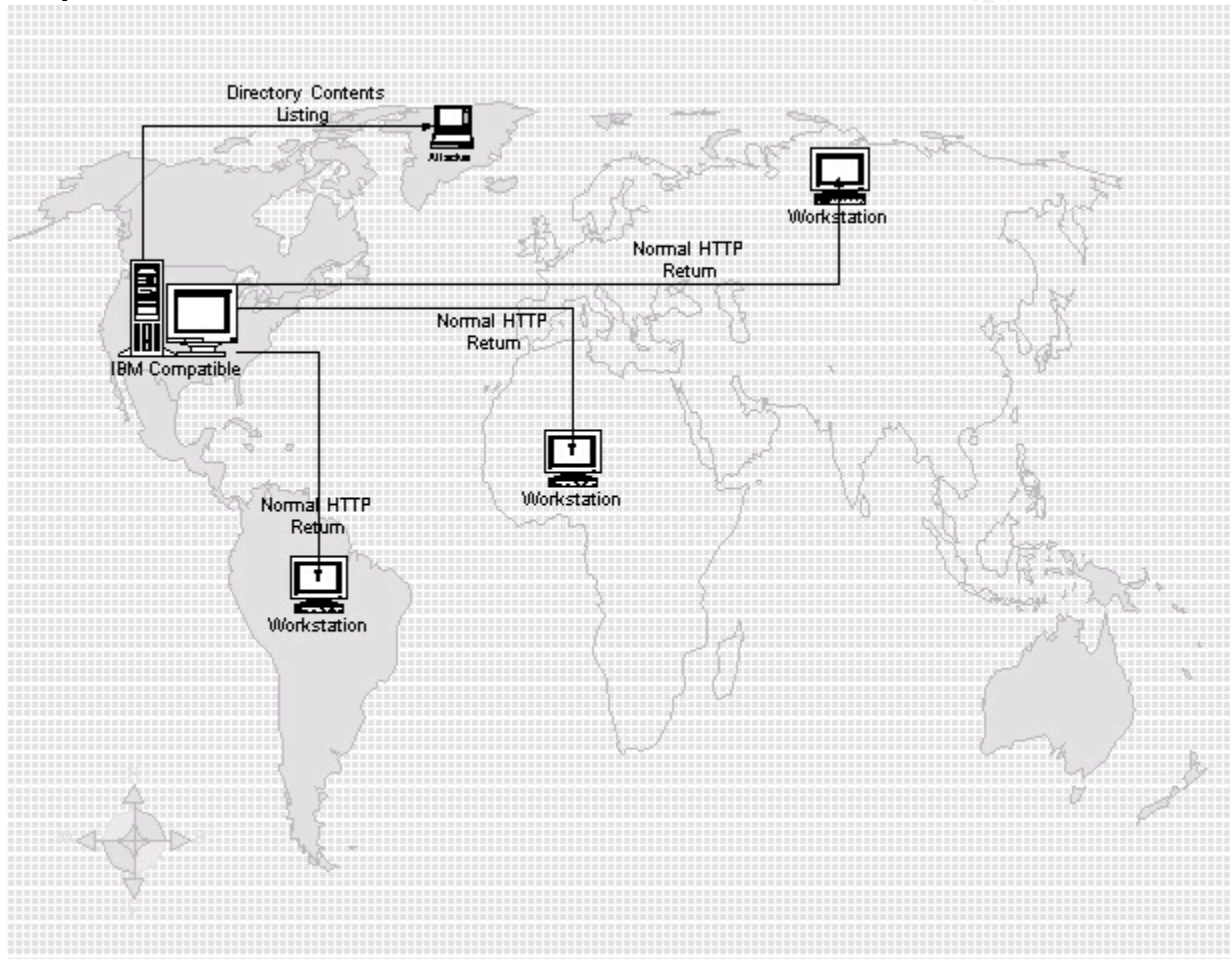 Directory Contents
Listing
Attacker
Workstation
Normal HTTP
Return
Normal HTTP
Return
IBM Compatible
Workstation
Normal HTTP
Return
Workstation